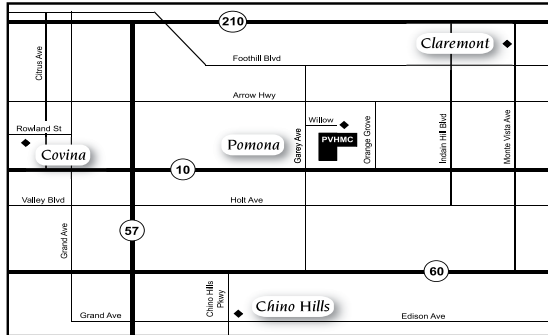 210
Claremont
Foothill Blvd
Citrus Ave
Arrow Hwy
Rowland St
Covina
Pomona
Willow
PVHMC
Garey Ave
Orange Grove
Indain Hill Blvd
Monte Vista Ave
10
Valley Blvd
Holt Ave
Grand Ave
57
60
Chino Hills
Pkwy
Chino Hills
Grand Ave
Edison Ave